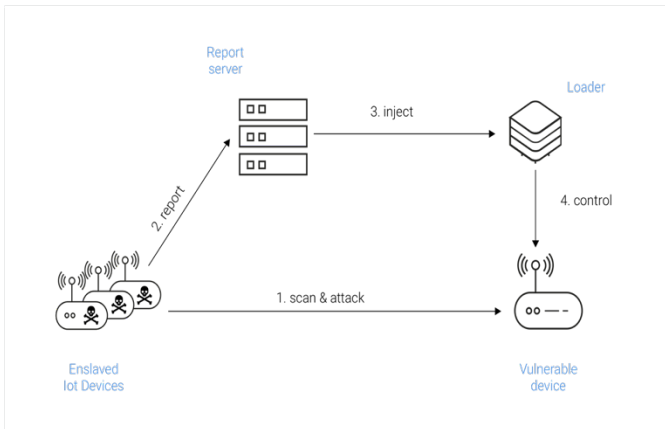 Report
server
Loader
3. inject
2. report
4. control
1. scan & attack
Enslaved
Iot Devices
Vulnerable
device